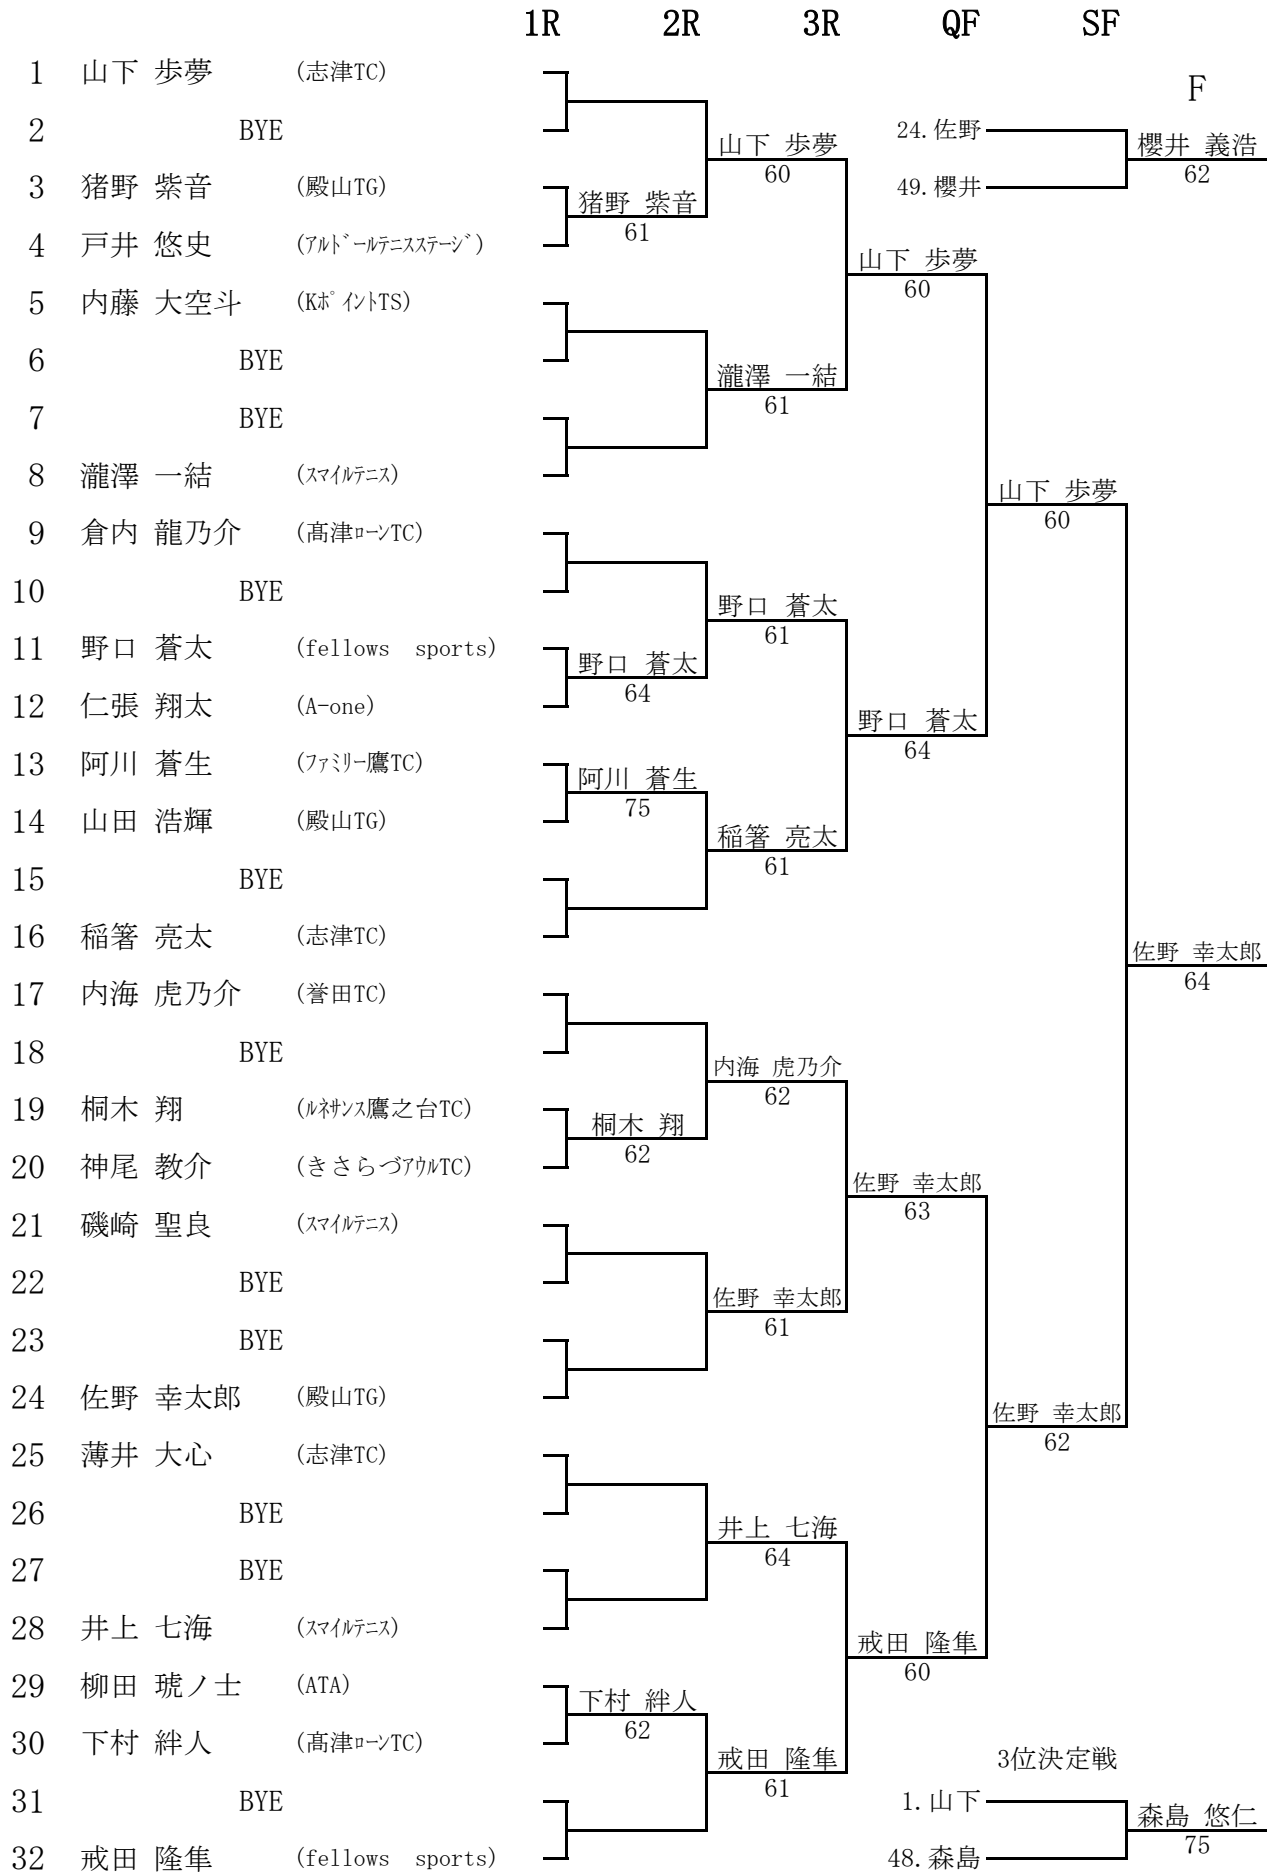 1R 2R 3R QF SF
1 山下 歩夢 (志津TC)
F
2 BYE
24.佐野
山下 歩夢
櫻井 義浩
60
62
3 猪野 紫音 (殿山TG)
49.櫻井
猪野 紫音
61
4 戸井 悠史 (ｱﾙﾄﾞｰﾙﾃﾆｽｽﾃｰｼﾞ)
山下 歩夢
60
5 内藤 大空斗 (KﾎﾟｲﾝﾄTS)
6 BYE
瀧澤 一結
61
7 BYE
8 瀧澤 一結 (ｽﾏｲﾙﾃﾆｽ)
山下 歩夢
60
9 倉内 龍乃介 (髙津ﾛｰﾝTC)
10 BYE
野口 蒼太
61
11 野口 蒼太 (fellows sports)
野口 蒼太
64
12 仁張 翔太 (A-one)
野口 蒼太
64
13 阿川 蒼生 (ﾌｧﾐﾘｰ鷹TC)
阿川 蒼生
75
14 山田 浩輝 (殿山TG)
稲箸 亮太
61
15 BYE
16 稲箸 亮太 (志津TC)
佐野 幸太郎
64
17 内海 虎乃介 (誉田TC)
18 BYE
内海 虎乃介
62
19 桐木 翔 (ﾙﾈｻﾝｽ鷹之台TC)
桐木 翔
62
20 神尾 教介 (きさらづｱｳﾙTC)
佐野 幸太郎
63
21 磯崎 聖良 (ｽﾏｲﾙﾃﾆｽ)
22 BYE
佐野 幸太郎
61
23 BYE
24 佐野 幸太郎 (殿山TG)
佐野 幸太郎
62
25 薄井 大心 (志津TC)
26 BYE
井上 七海
64
27 BYE
28 井上 七海 (ｽﾏｲﾙﾃﾆｽ)
戒田 隆隼
60
29 柳田 琥ノ士 (ATA)
下村 絆人
62
30 下村 絆人 (髙津ﾛｰﾝTC)
戒田 隆隼
61
3位決定戦
31 BYE
1.山下
森島 悠仁
75
32 戒田 隆隼 (fellows sports)
48.森島